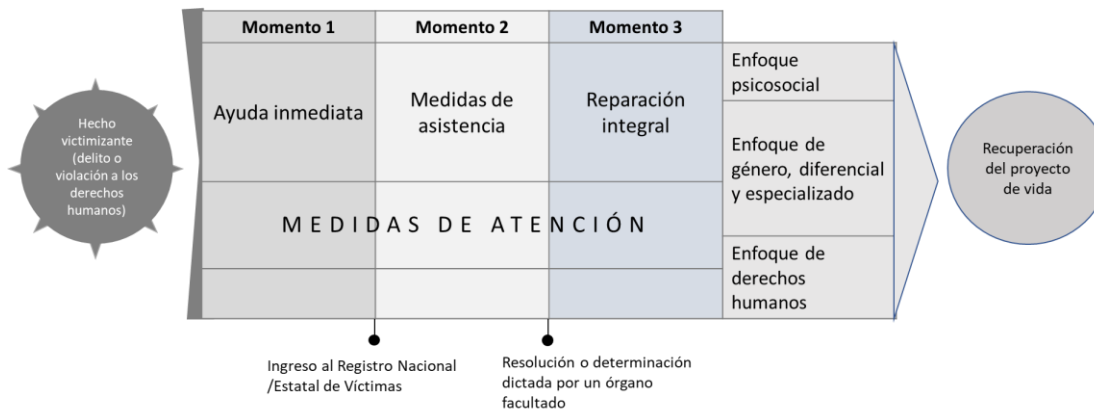 Momento 1
Momento 2
Momento 3
Hecho
victimizante
(delito o
violación a los
derechos
humanos)
Ayuda inmediata
Medidas de
asistencia
Reparación
integral
MEDIDAS DE ATENCIÓN
Enfoque
psicosocial
Enfoque de
género, diferencial
y especializado
Enfoque de
derechos
humanos
Recuperación
del proyecto
de vida
Ingreso al Registro Nacional
/Estatal de Víctimas
Resolución o determinación
dictada por un órgano
facultado